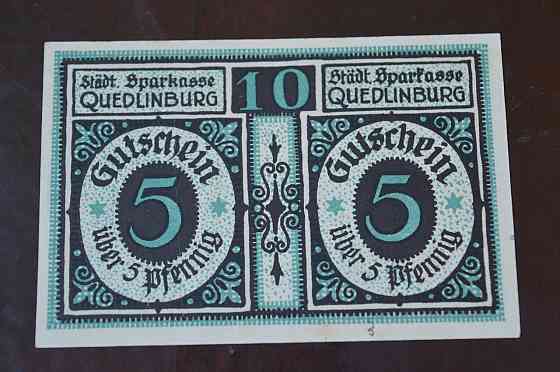 Städt. Sparkasse
QUEDLINBURG
10
Städt. Sparkasse
QUEDLINBURG
Gutschein
5
über 5 Pfennig
Gutschein
5
über 5 Pfennig